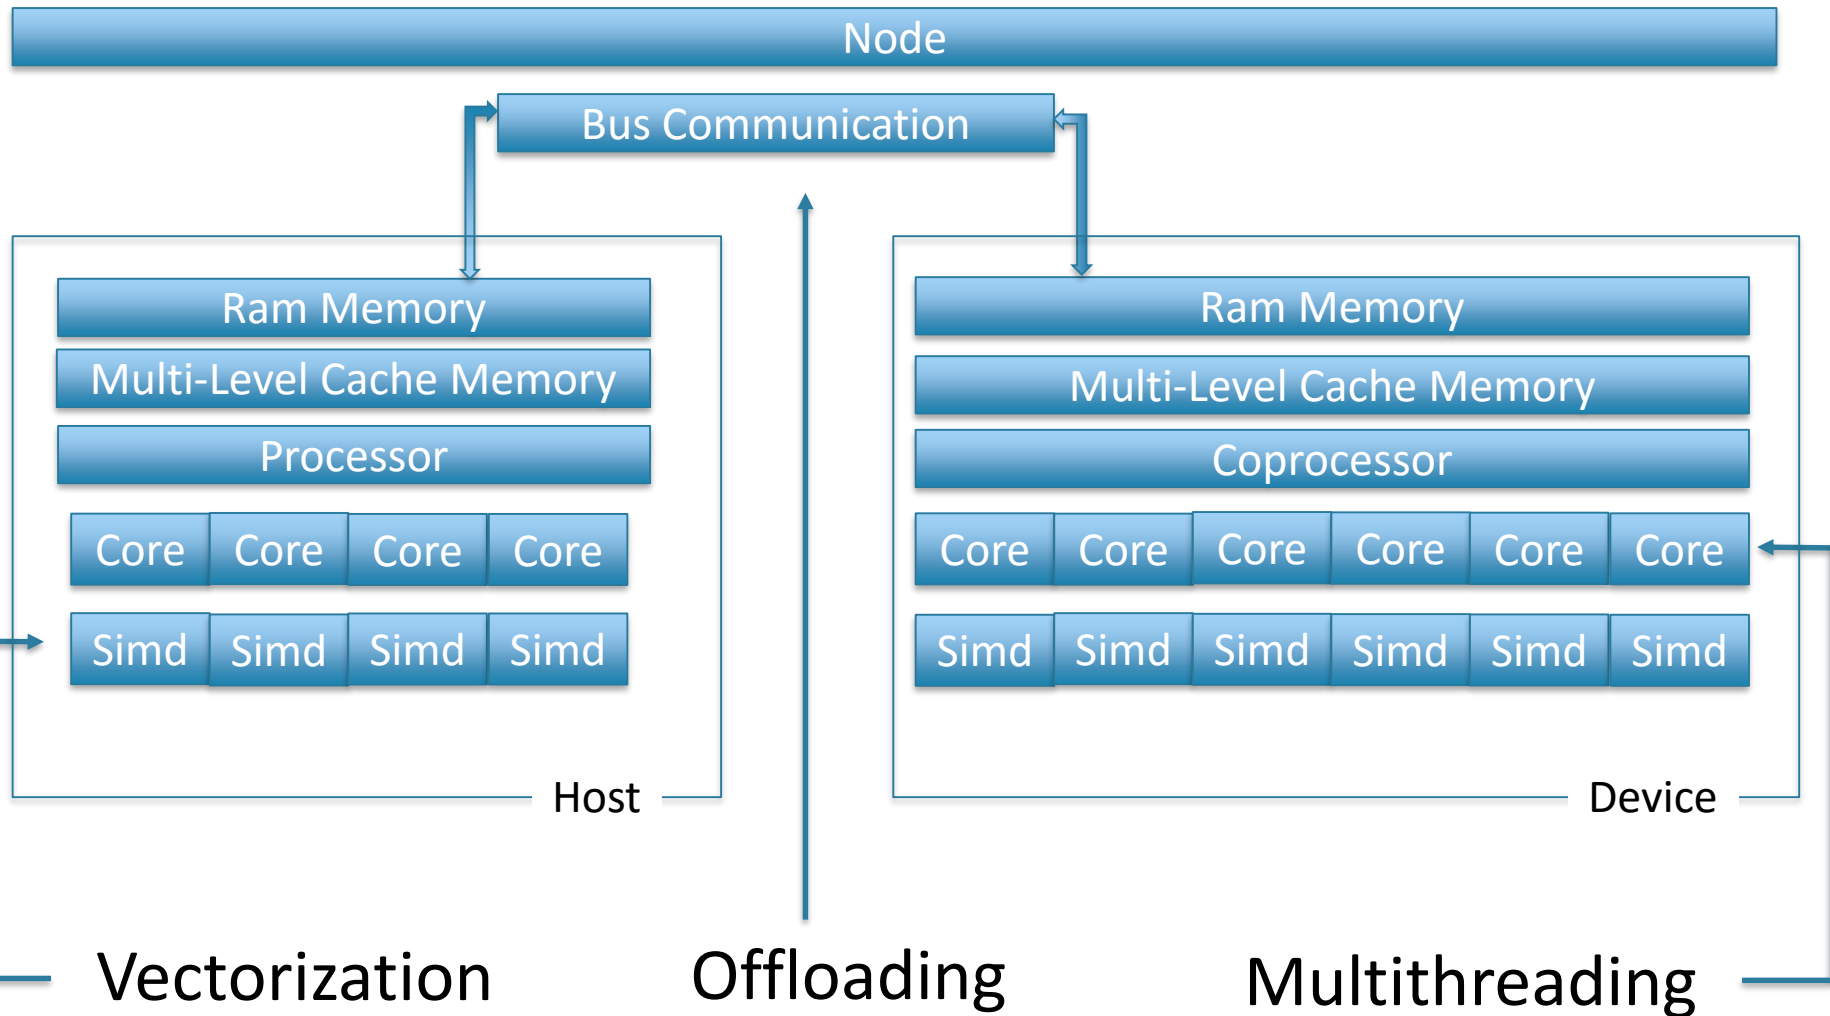 Node
Bus Communication
Ram Memory
Multi-Level Cache Memory
Processor
Core Core Core Core
Simd Simd Simd Simd
Host
Ram Memory
Multi-Level Cache Memory
Coprocessor
Core Core Core Core Core Core
Simd Simd Simd Simd Simd Simd
Device
Vectorization
Offloading
Multithreading